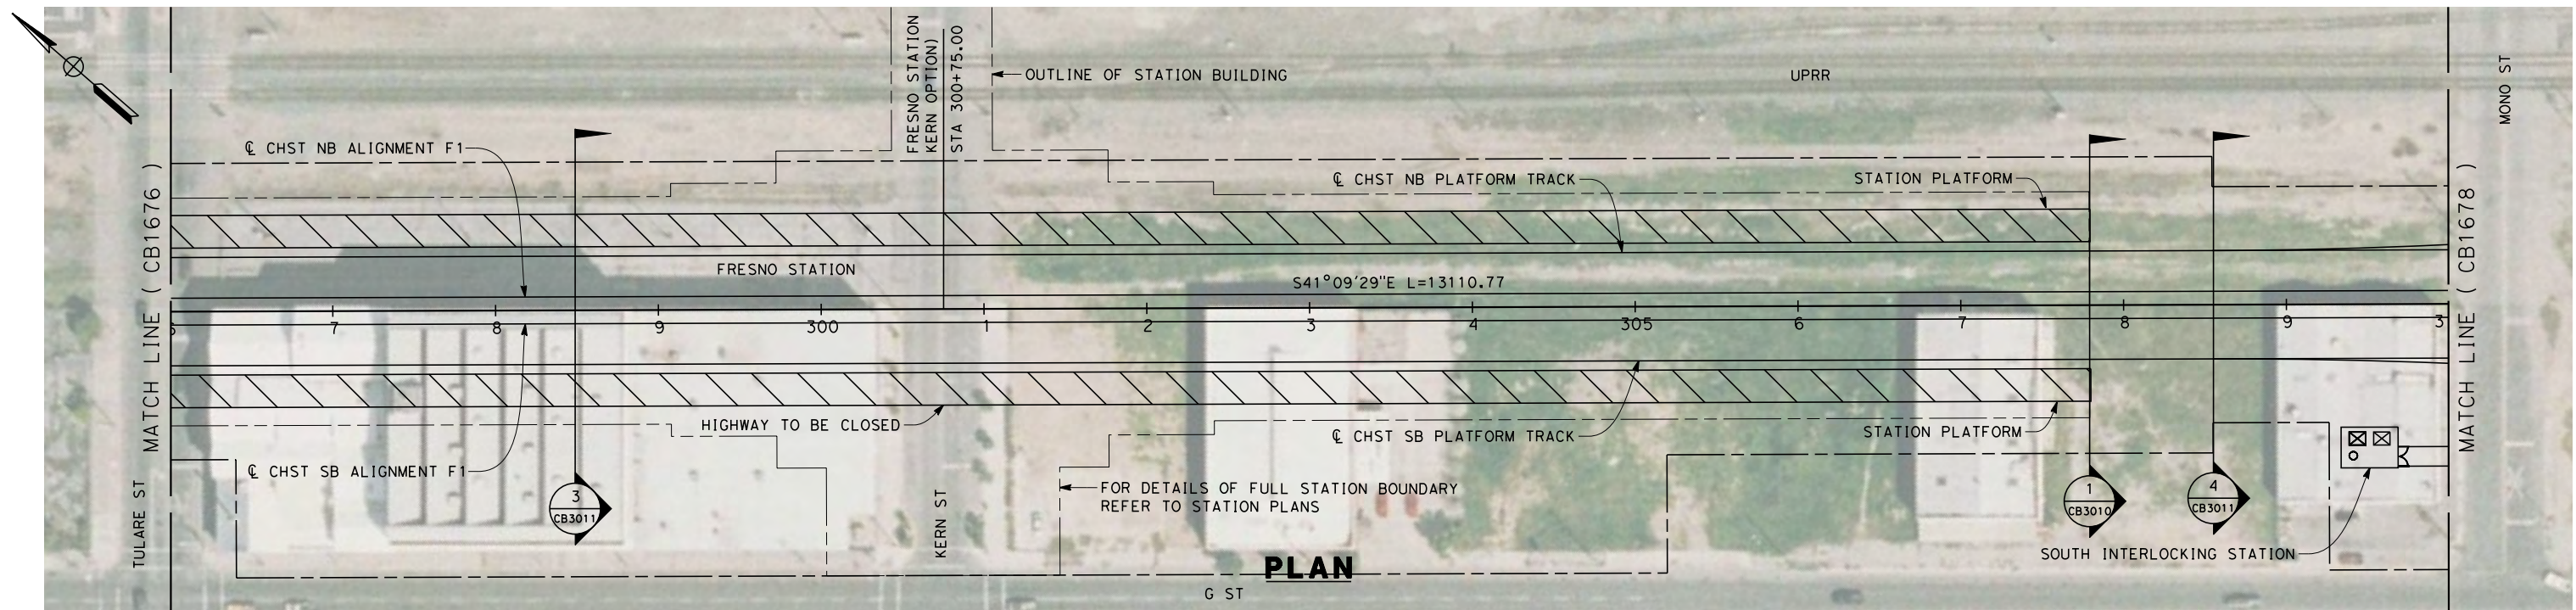 FRESNO STATION
KERN OPTION)
STA 300+75.00
OUTLINE OF STATION BUILDING
UPRR
MONO ST
℄ CHST NB ALIGNMENT F1
℄ CHST NB PLATFORM TRACK
STATION PLATFORM
MATCH LINE ( CB1676 )
MATCH LINE ( CB1678 )
FRESNO STATION
S41°09'29"E L=13110.77
7 8 9 300 1 2 3 4 305 6 7 8 9 3
HIGHWAY TO BE CLOSED
℄ CHST SB PLATFORM TRACK
STATION PLATFORM
℄ CHST SB ALIGNMENT F1
TULARE ST
KERN ST
FOR DETAILS OF FULL STATION BOUNDARY
REFER TO STATION PLANS
3
CB3011
1
CB3010
4
CB3011
SOUTH INTERLOCKING STATION
PLAN
G ST